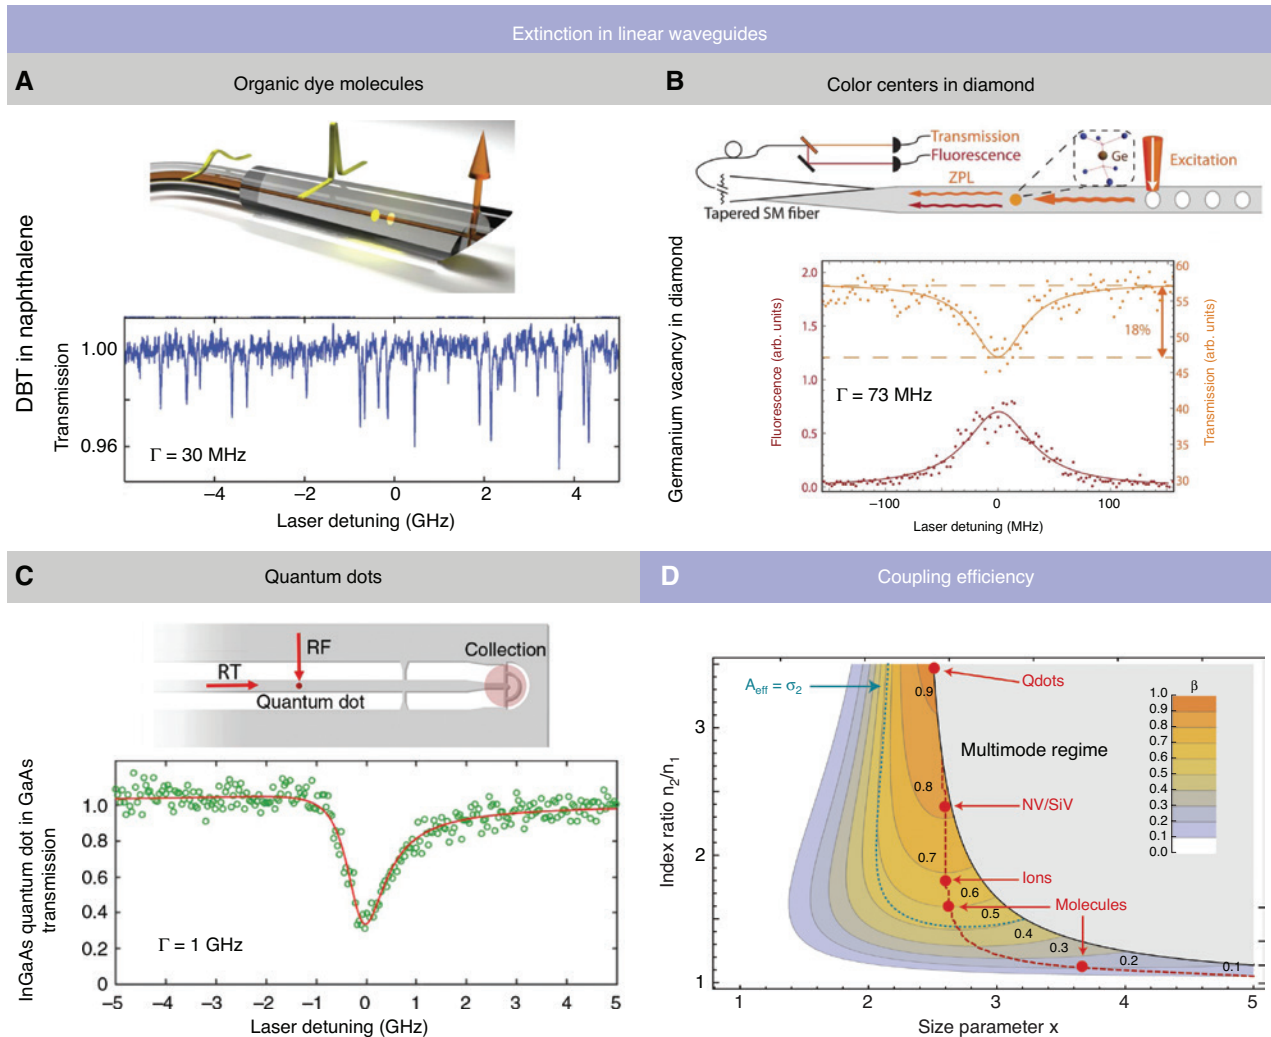 Extinction in linear waveguides
A Organic dye molecules
DBT in naphthalene
Transmission
1.00
0.96
Γ = 30 MHz
−4 −2 0 2 4
Laser detuning (GHz)
B Color centers in diamond
Transmission
Fluorescence
ZPL
Ge
Excitation
Tapered SM fiber
Germanium vacancy in diamond
Fluorescence (arb. units)
2.0
1.5
1.0
0.5
0.0
Transmission (arb. units)
60
55
50
45
40
35
30
18%
Γ = 73 MHz
−100 0 100
Laser detuning (MHz)
C Quantum dots
RF
RT
Collection
Quantum dot
InGaAs quantum dot in GaAs
transmission
1.0
0.8
0.6
0.4
0.2
0
Γ = 1 GHz
−5 −4 −3 −2 −1 0 1 2 3 4 5
Laser detuning (GHz)
D Coupling efficiency
Index ratio n2/n1
3
2
1
Aeff = σ2
Qdots
Multimode regime
NV/SiV
Ions
Molecules
0.9
0.8
0.7
0.6
0.5
0.4
0.3
0.2
0.1
β
1.0
0.9
0.8
0.7
0.6
0.5
0.4
0.3
0.2
0.1
0.0
1 2 3 4 5
Size parameter x